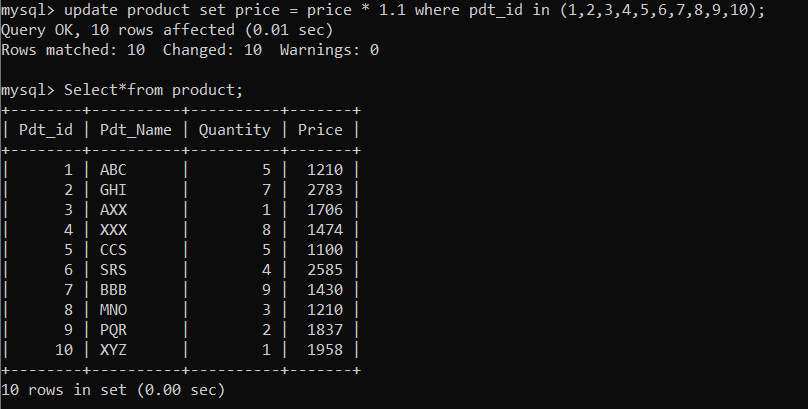 mysql> update product set price = price * 1.1 where pdt_id in (1,2,3,4,5,6,7,8,9,10);
Query OK, 10 rows affected (0.01 sec)
Rows matched: 10  Changed: 10  Warnings: 0

mysql> Select*from product;
+--------+----------+----------+-------+
| Pdt_id | Pdt_Name | Quantity | Price |
+--------+----------+----------+-------+
|      1 | ABC      |        5 |  1210 |
|      2 | GHI      |        7 |  2783 |
|      3 | AXX      |        1 |  1706 |
|      4 | XXX      |        8 |  1474 |
|      5 | CCS      |        5 |  1100 |
|      6 | SRS      |        4 |  2585 |
|      7 | BBB      |        9 |  1430 |
|      8 | MNO      |        3 |  1210 |
|      9 | PQR      |        2 |  1837 |
|     10 | XYZ      |        1 |  1958 |
+--------+----------+----------+-------+
10 rows in set (0.00 sec)